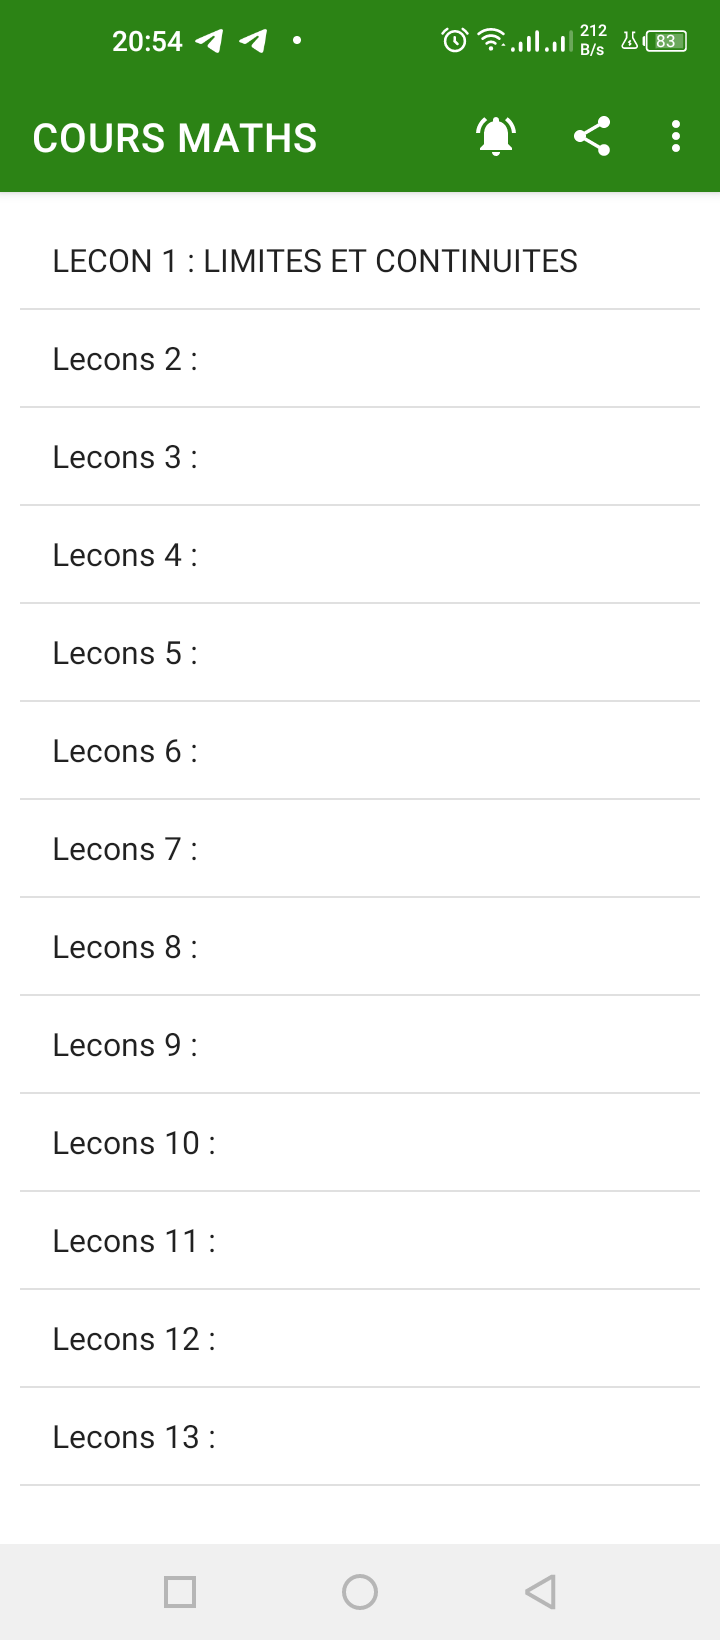 20:54
212
B/s
83
COURS MATHS
LECON 1 : LIMITES ET CONTINUITES
Lecons 2 :
Lecons 3 :
Lecons 4 :
Lecons 5 :
Lecons 6 :
Lecons 7 :
Lecons 8 :
Lecons 9 :
Lecons 10 :
Lecons 11 :
Lecons 12 :
Lecons 13 :